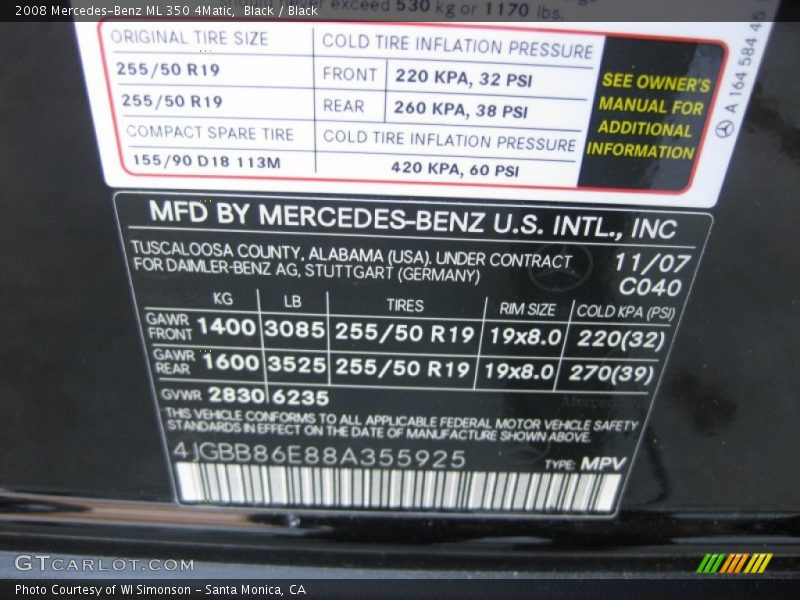 2008 Mercedes-Benz ML 350 4Matic, Black / Black
never exceed 530 kg or 1170 lbs.
ORIGINAL TIRE SIZE COLD TIRE INFLATION PRESSURE
255/50 R19 FRONT 220 KPA, 32 PSI
255/50 R19 REAR 260 KPA, 38 PSI
COMPACT SPARE TIRE COLD TIRE INFLATION PRESSURE
155/90 D18 113M 420 KPA, 60 PSI
SEE OWNER'S
MANUAL FOR
ADDITIONAL
INFORMATION
A 164 584 45
MFD BY MERCEDES-BENZ U.S. INTL., INC
TUSCALOOSA COUNTY, ALABAMA (USA). UNDER CONTRACT 11/07
FOR DAIMLER-BENZ AG, STUTTGART (GERMANY) C040
KG LB TIRES RIM SIZE COLD KPA (PSI)
GAWR FRONT 1400 3085 255/50 R19 19x8.0 220(32)
GAWR REAR 1600 3525 255/50 R19 19x8.0 270(39)
GVWR 2830 6235
THIS VEHICLE CONFORMS TO ALL APPLICABLE FEDERAL MOTOR VEHICLE SAFETY
STANDARDS IN EFFECT ON THE DATE OF MANUFACTURE SHOWN ABOVE.
4JGBB86E88A355925 TYPE: MPV
GTCARLOT.COM
Photo Courtesy of WI Simonson - Santa Monica, CA